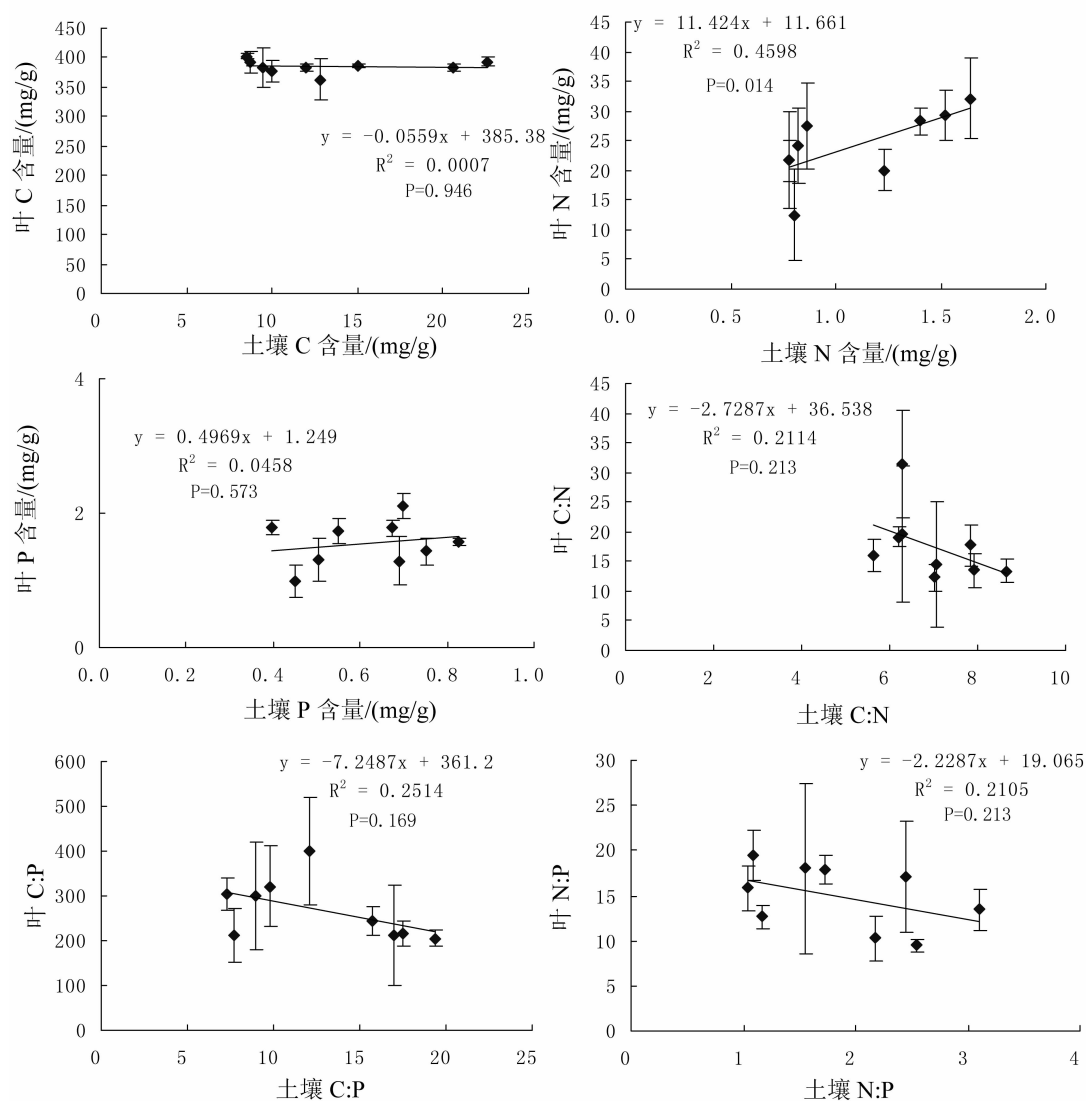 450
400
350
300
250
200
150
100
50
0
叶 C 含量/(mg/g)
y = -0.0559x + 385.38
R² = 0.0007
P=0.946
0 5 10 15 20 25
土壤 C 含量/(mg/g)
45
40
35
30
25
20
15
10
5
0
叶 N 含量/(mg/g)
y = 11.424x + 11.661
R² = 0.4598
P=0.014
0.0 0.5 1.0 1.5 2.0
土壤 N 含量/(mg/g)
4
2
0
叶 P 含量/(mg/g)
y = 0.4969x + 1.249
R² = 0.0458
P=0.573
0.0 0.2 0.4 0.6 0.8 1.0
土壤 P 含量/(mg/g)
45
40
35
30
25
20
15
10
5
0
叶 C:N
y = -2.7287x + 36.538
R² = 0.2114
P=0.213
0 2 4 6 8 10
土壤 C:N
600
500
400
300
200
100
0
叶 C:P
y = -7.2487x + 361.2
R² = 0.2514
P=0.169
0 5 10 15 20 25
土壤 C:P
30
25
20
15
10
5
0
叶 N:P
y = -2.2287x + 19.065
R² = 0.2105
P=0.213
0 1 2 3 4
土壤 N:P